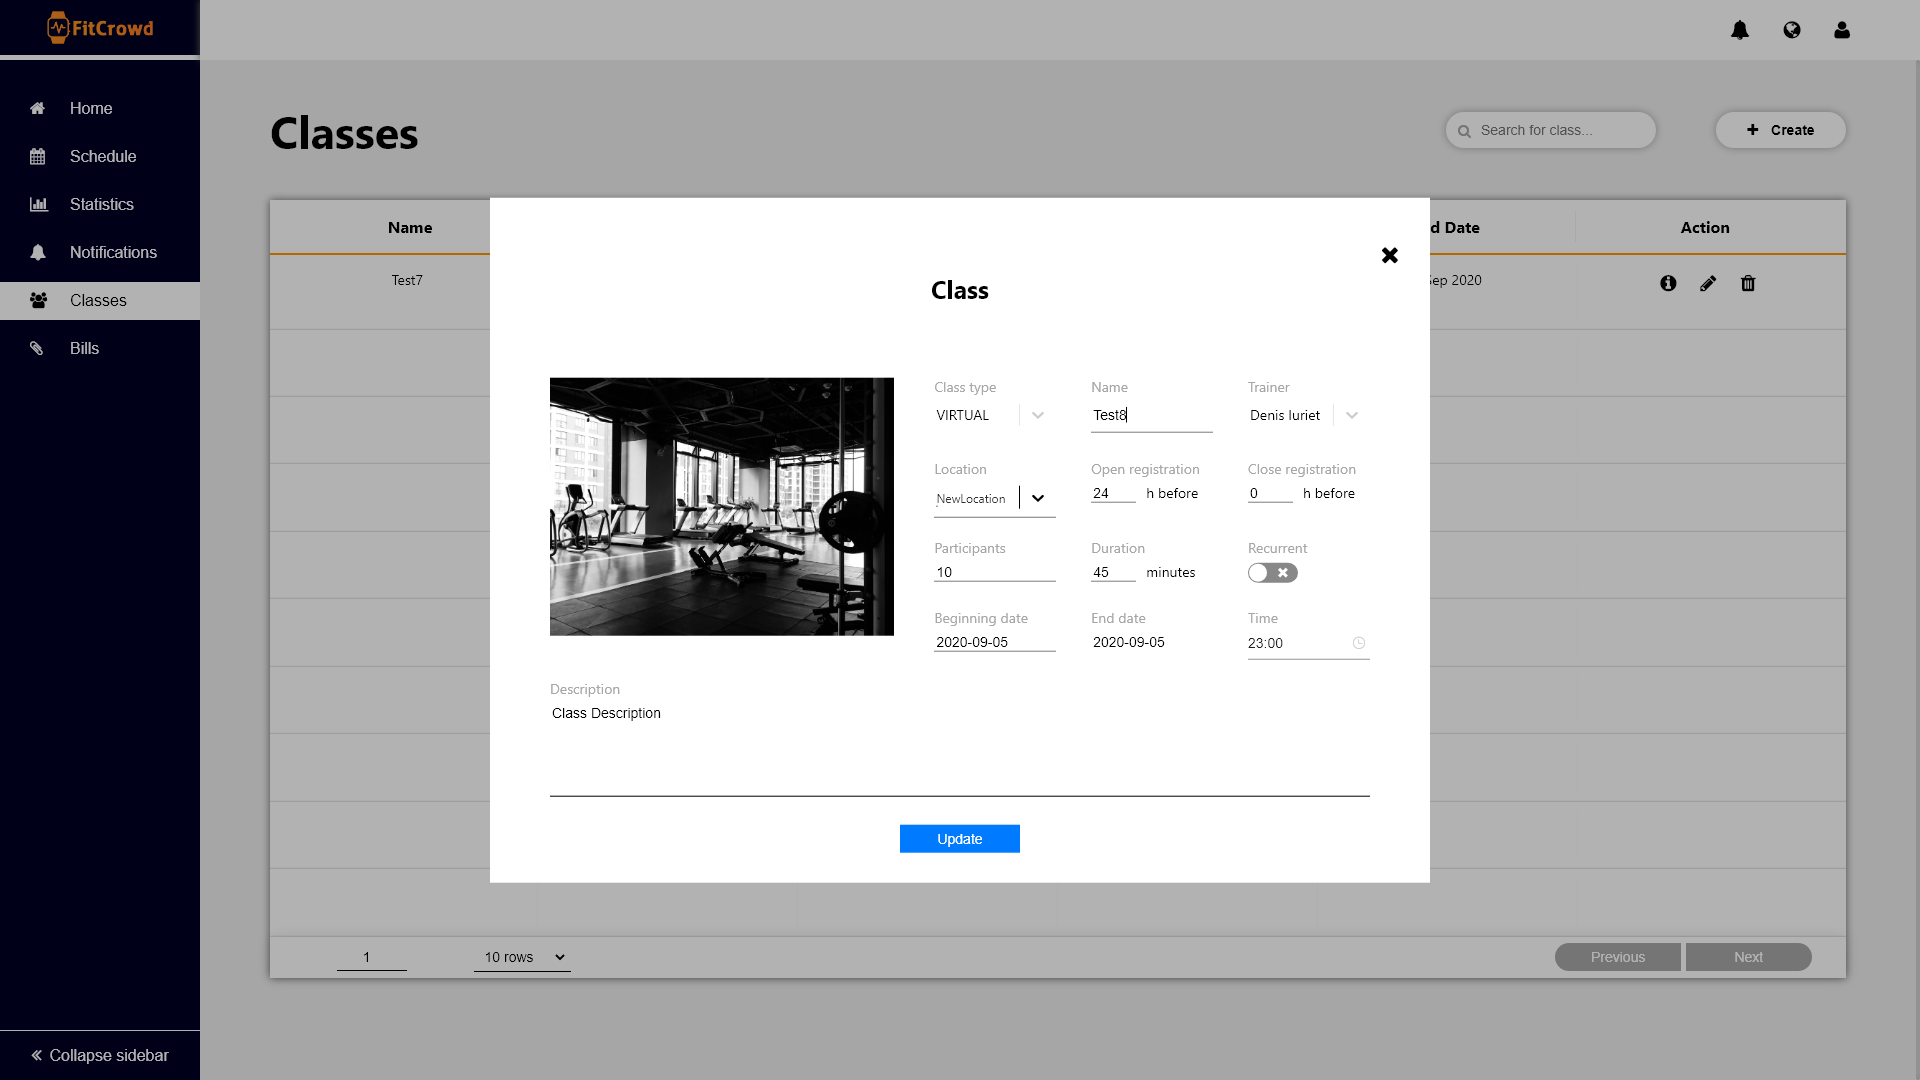 FitCrowd
Home
Schedule
Statistics
Notifications
Classes
Bills
Collapse sidebar
Classes
Search for class...
Create
Name
d Date
Action
Test7
Sep 2020
Class
Class type
Name
Trainer
VIRTUAL
Test8
Denis Iuriet
Location
Open registration
Close registration
NewLocation
24 h before
0 h before
Participants
Duration
Recurrent
10
45 minutes
Beginning date
End date
Time
2020-09-05
2020-09-05
23:00
Description
Class Description
Update
1
10 rows
Previous
Next